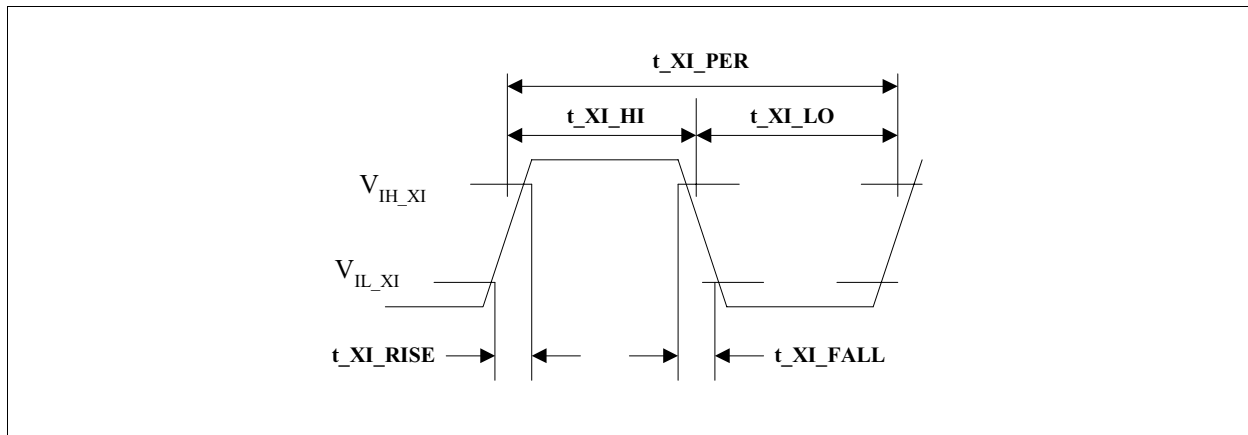 t_XI_PER
t_XI_HI t_XI_LO
V_IH_XI
V_IL_XI
t_XI_RISE t_XI_FALL